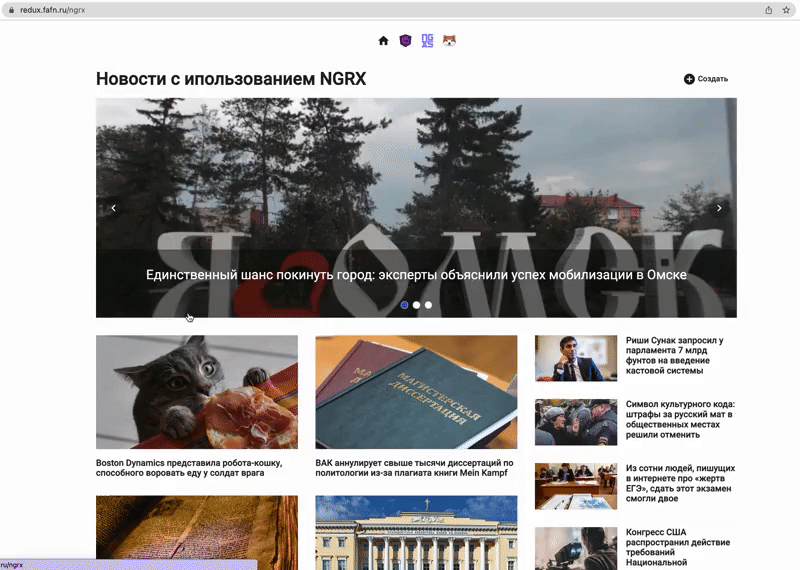 redux.fafn.ru/ngrx
NG
XS
Новости с ипользованием NGRX
Создать
Я ОМСК
Единственный шанс покинуть город: эксперты объяснили успех мобилизации в Омске
МАГИСТЕРСКАЯ
ДИССЕРТАЦИЯ
Boston Dynamics представила робота-кошку,
способного воровать еду у солдат врага
ВАК аннулирует свыше тысячи диссертаций по
политологии из-за плагиата книги Mein Kampf
Риши Сунак запросил у
парламента 7 млрд
фунтов на введение
кастовой системы
Символ культурного кода:
штрафы за русский мат в
общественных местах
решили отменить
Из сотни людей, пишущих
в интернете про «жертв
ЕГЭ», сдать этот экзамен
смогли двое
Конгресс США
распространил действие
требований
Национальной
ru/ngrx